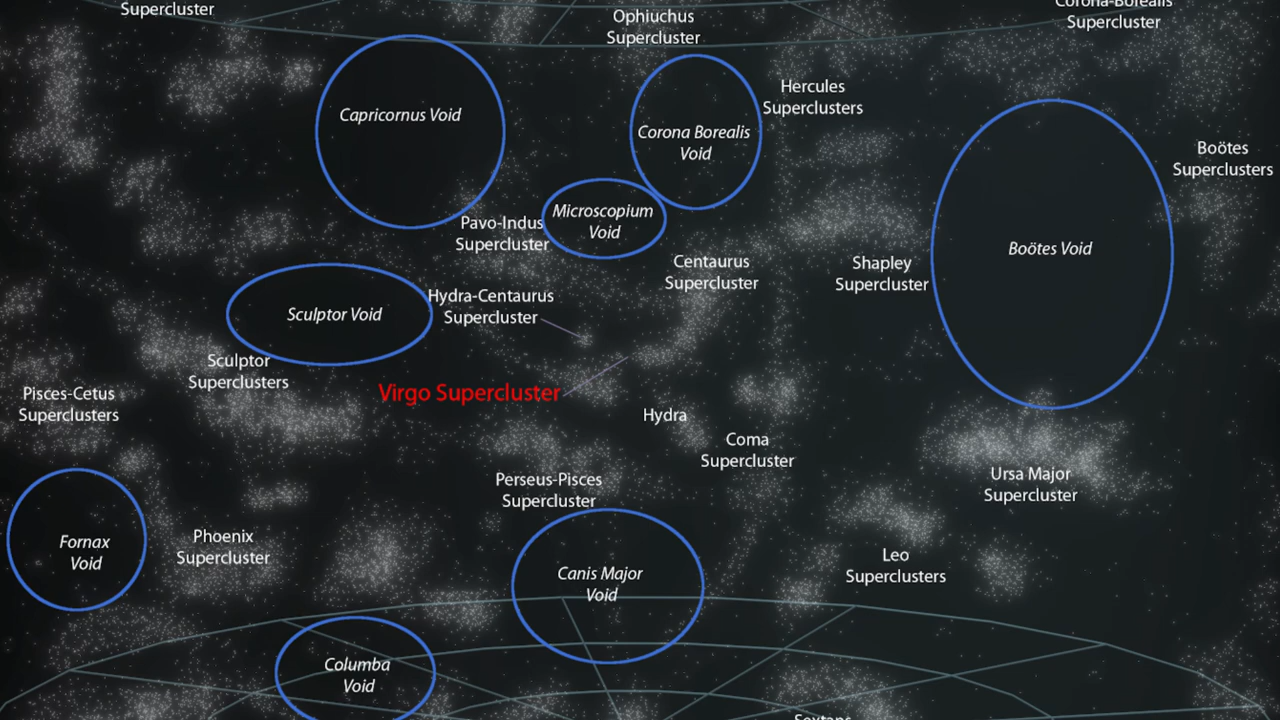 Supercluster
Ophiuchus
Supercluster
Corona-Borealis
Supercluster
Capricornus Void
Hercules
Superclusters
Corona Borealis
Void
Boötes
Superclusters
Microscopium
Void
Pavo-Indus
Supercluster
Boötes Void
Centaurus
Supercluster
Shapley
Supercluster
Hydra-Centaurus
Supercluster
Sculptor Void
Sculptor
Superclusters
Virgo Supercluster
Pisces-Cetus
Superclusters
Hydra
Coma
Supercluster
Perseus-Pisces
Supercluster
Ursa Major
Supercluster
Fornax
Void
Phoenix
Supercluster
Leo
Superclusters
Canis Major
Void
Columba
Void
Sextans